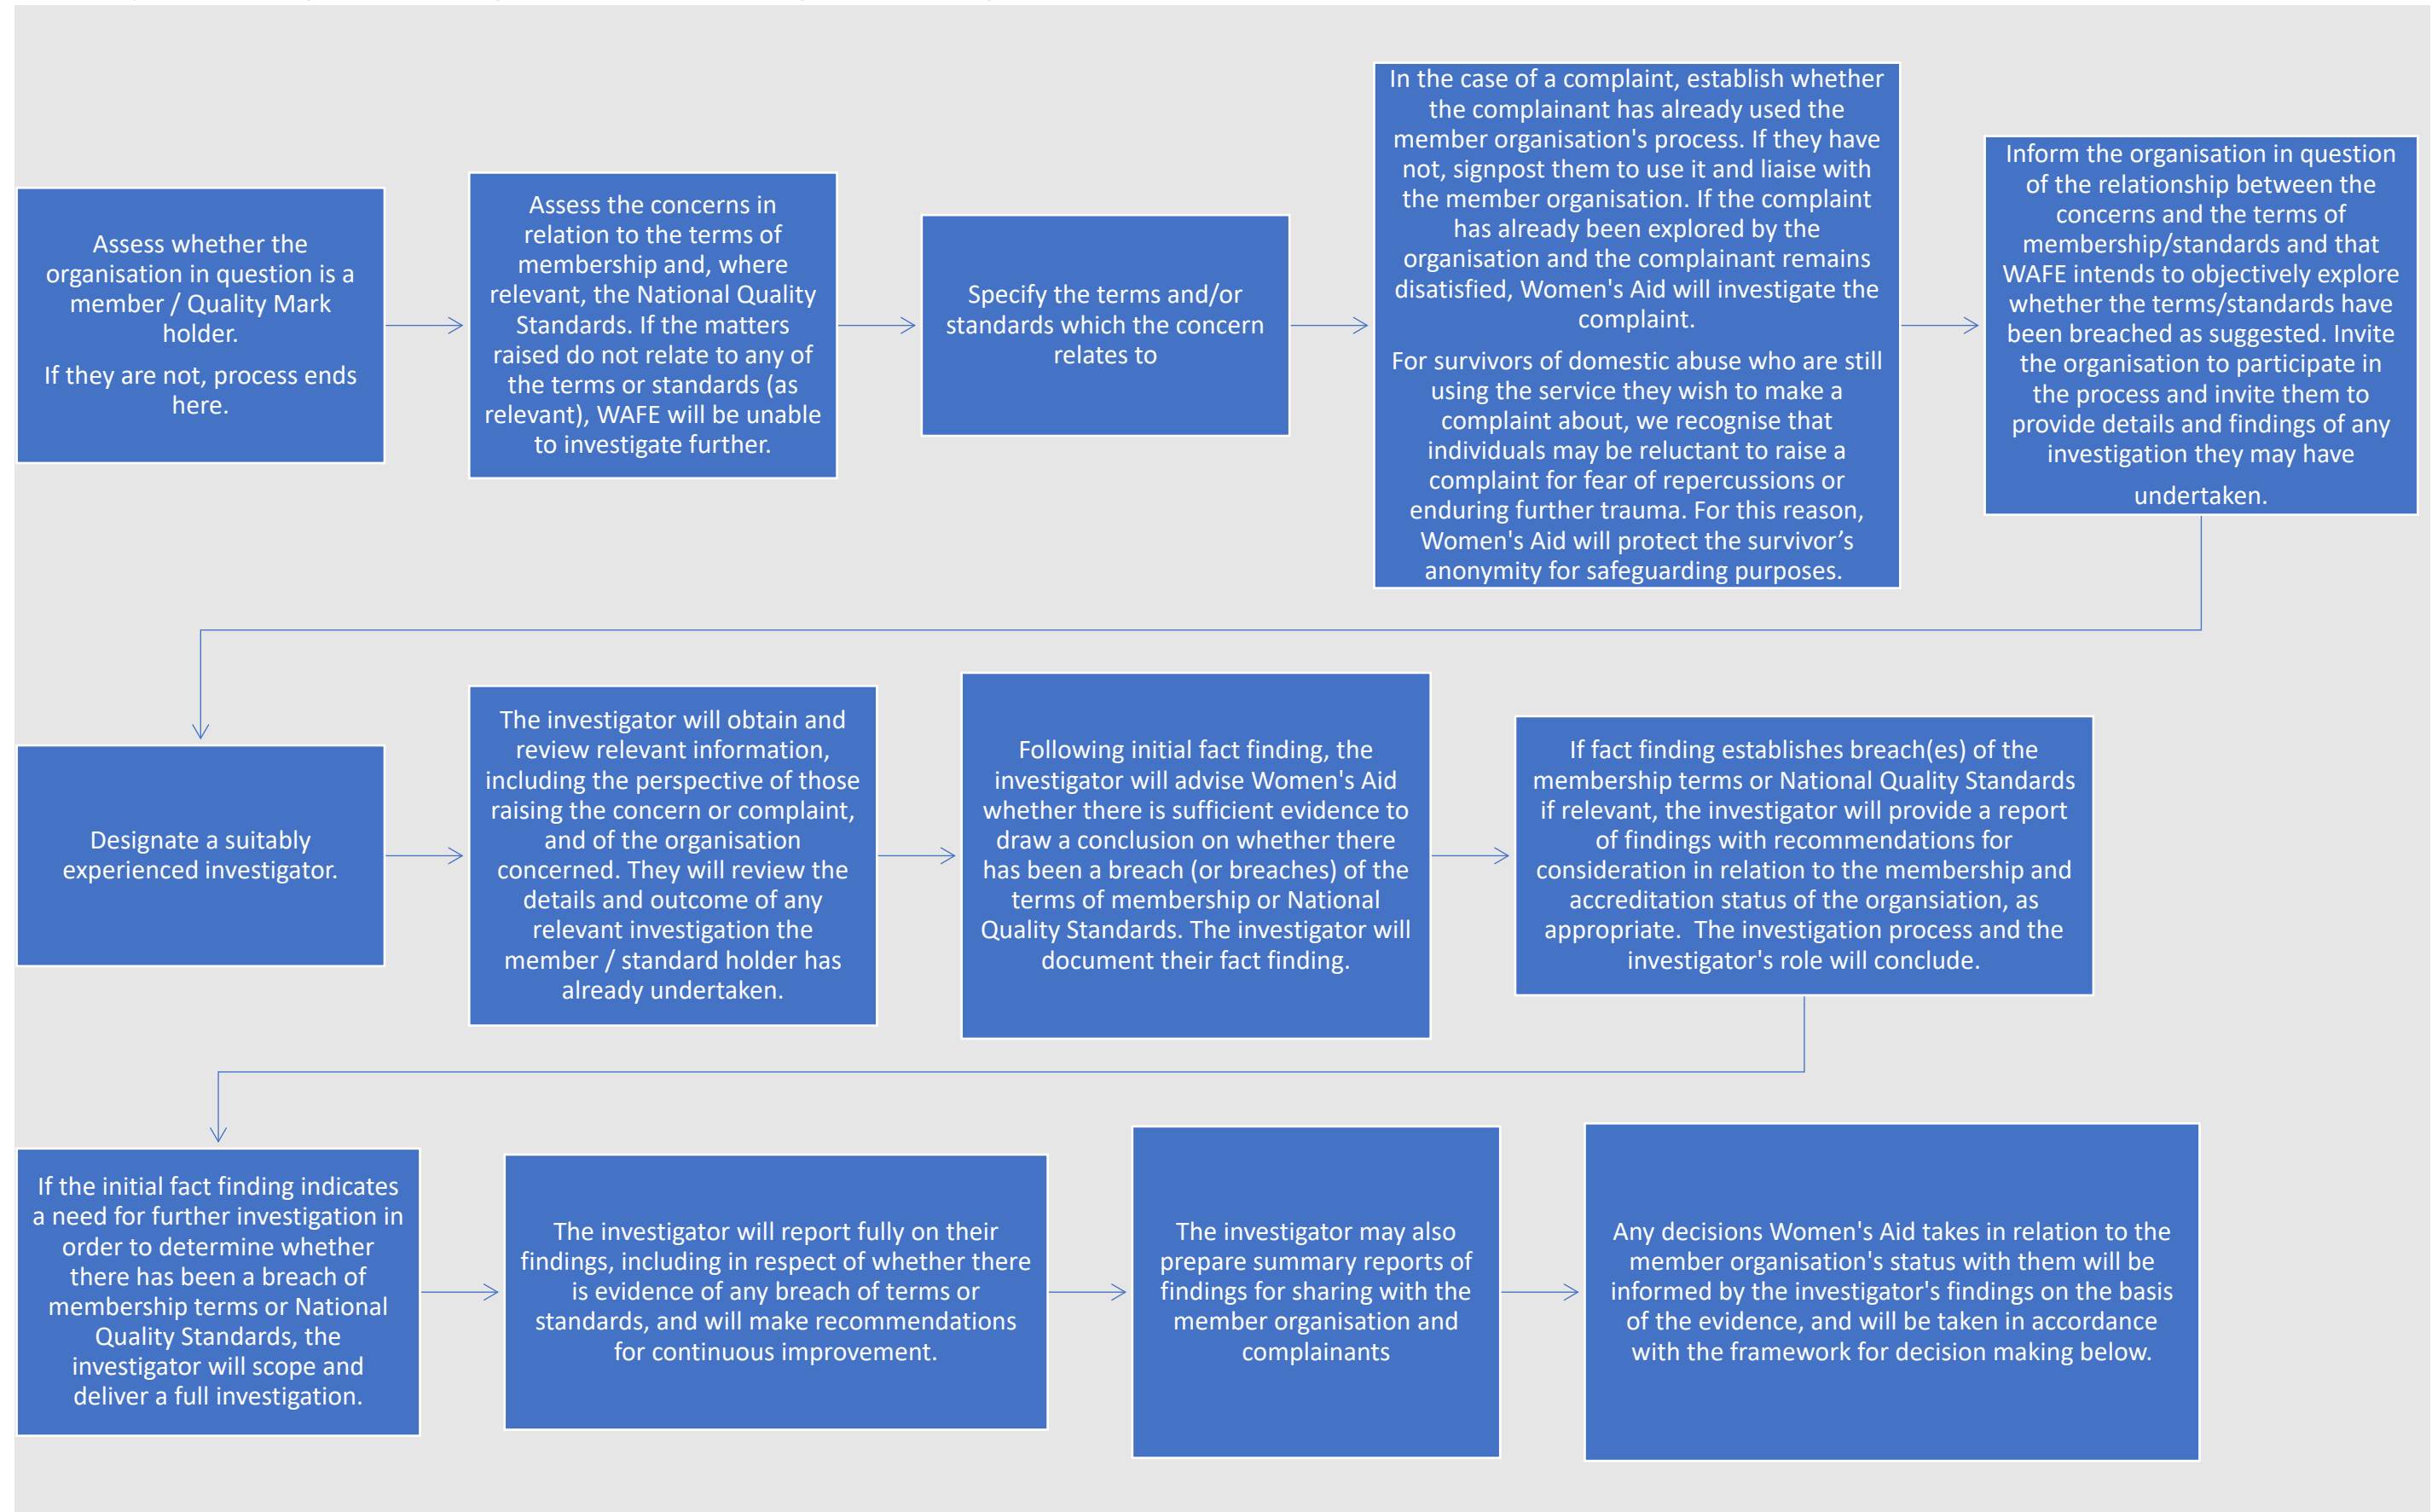 Assess whether the
organisation in question is a
member / Quality Mark
holder.
If they are not, process ends
here.
Assess the concerns in
relation to the terms of
membership and, where
relevant, the National Quality
Standards. If the matters
raised do not relate to any of
the terms or standards (as
relevant), WAFE will be unable
to investigate further.
Specify the terms and/or
standards which the concern
relates to
In the case of a complaint, establish whether
the complainant has already used the
member organisation's process. If they have
not, signpost them to use it and liaise with
the member organisation. If the complaint
has already been explored by the
organisation and the complainant remains
disatisfied, Women's Aid will investigate the
complaint.
For survivors of domestic abuse who are still
using the service they wish to make a
complaint about, we recognise that
individuals may be reluctant to raise a
complaint for fear of repercussions or
enduring further trauma. For this reason,
Women's Aid will protect the survivor’s
anonymity for safeguarding purposes.
Inform the organisation in question
of the relationship between the
concerns and the terms of
membership/standards and that
WAFE intends to objectively explore
whether the terms/standards have
been breached as suggested. Invite
the organisation to participate in
the process and invite them to
provide details and findings of any
investigation they may have
undertaken.
Designate a suitably
experienced investigator.
The investigator will obtain and
review relevant information,
including the perspective of those
raising the concern or complaint,
and of the organisation
concerned. They will review the
details and outcome of any
relevant investigation the
member / standard holder has
already undertaken.
Following initial fact finding, the
investigator will advise Women's Aid
whether there is sufficient evidence to
draw a conclusion on whether there
has been a breach (or breaches) of the
terms of membership or National
Quality Standards. The investigator will
document their fact finding.
If fact finding establishes breach(es) of the
membership terms or National Quality Standards
if relevant, the investigator will provide a report
of findings with recommendations for
consideration in relation to the membership and
accreditation status of the organsiation, as
appropriate.  The investigation process and the
investigator's role will conclude.
If the initial fact finding indicates
a need for further investigation in
order to determine whether
there has been a breach of
membership terms or National
Quality Standards, the
investigator will scope and
deliver a full investigation.
The investigator will report fully on their
findings, including in respect of whether there
is evidence of any breach of terms or
standards, and will make recommendations
for continuous improvement.
The investigator may also
prepare summary reports of
findings for sharing with the
member organisation and
complainants
Any decisions Women's Aid takes in relation to the
member organisation's status with them will be
informed by the investigator's findings on the basis
of the evidence, and will be taken in accordance
with the framework for decision making below.